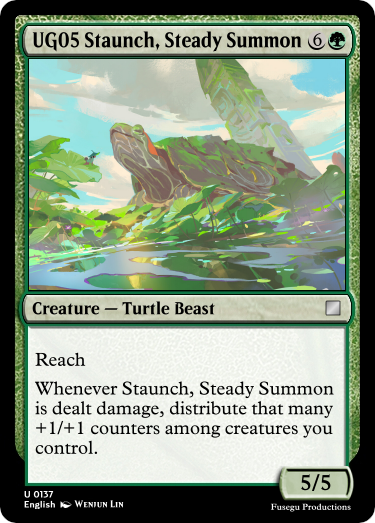 UG05 Staunch, Steady Summon 6
Creature — Turtle Beast
Reach
Whenever Staunch, Steady Summon
is dealt damage, distribute that many
+1/+1 counters among creatures you
control.
5/5
U 0137
English Wenjun Lin
Fusegu Productions